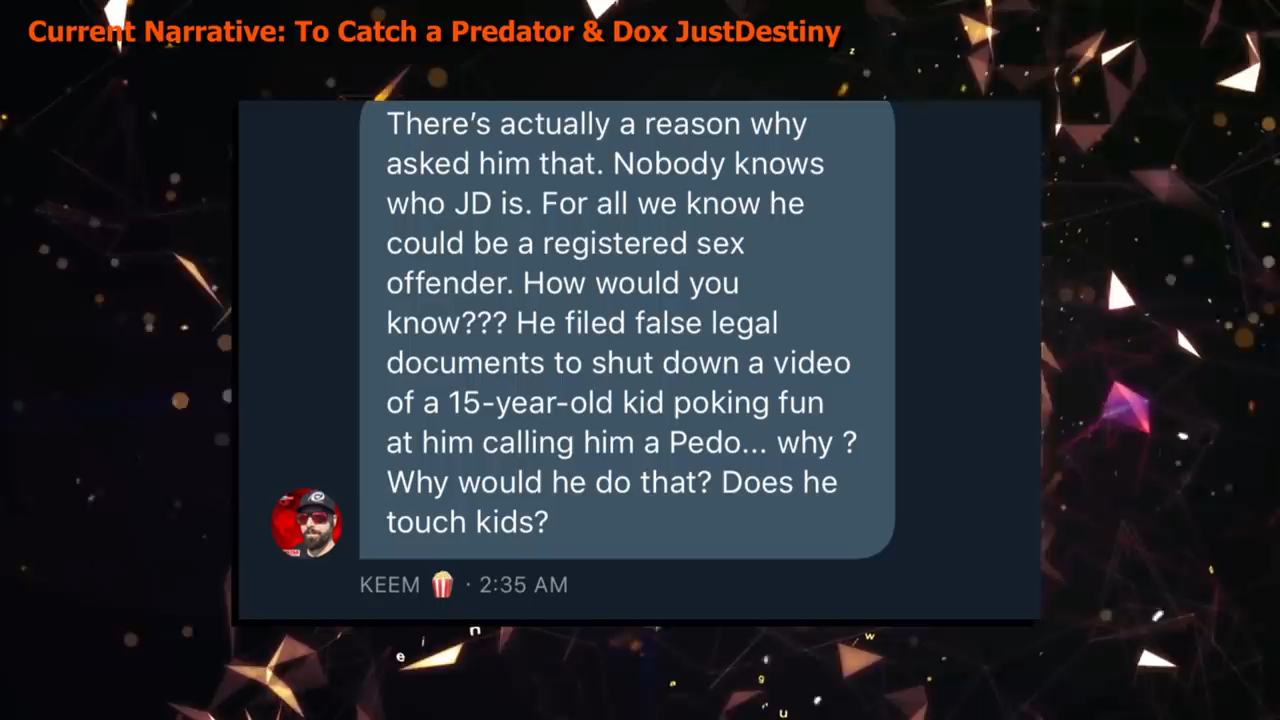 Current Narrative: To Catch a Predator & Dox JustDestiny
There's actually a reason why
asked him that. Nobody knows
who JD is. For all we know he
could be a registered sex
offender. How would you
know??? He filed false legal
documents to shut down a video
of a 15-year-old kid poking fun
at him calling him a Pedo... why ?
Why would he do that? Does he
touch kids?
KEEM 🍿 · 2:35 AM